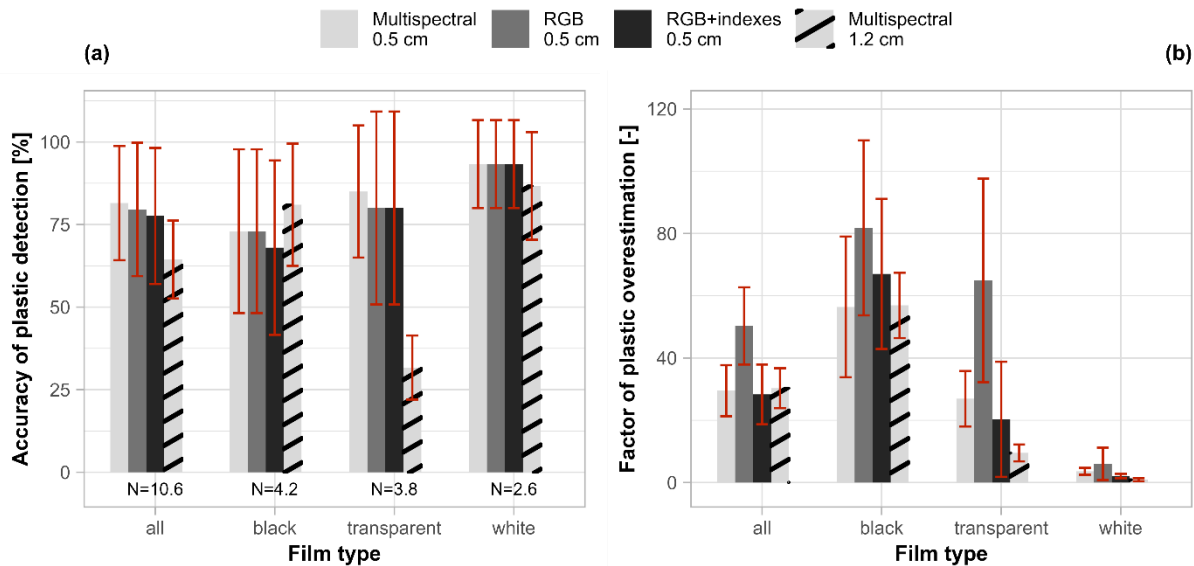 Multispectral
0.5 cm
RGB
0.5 cm
RGB+indexes
0.5 cm
Multispectral
1.2 cm
(a)
Accuracy of plastic detection [%]
100
75
50
25
0
N=10.6
N=4.2
N=3.8
N=2.6
all
black
transparent
white
Film type
(b)
Factor of plastic overestimation [-]
120
80
40
0
all
black
transparent
white
Film type